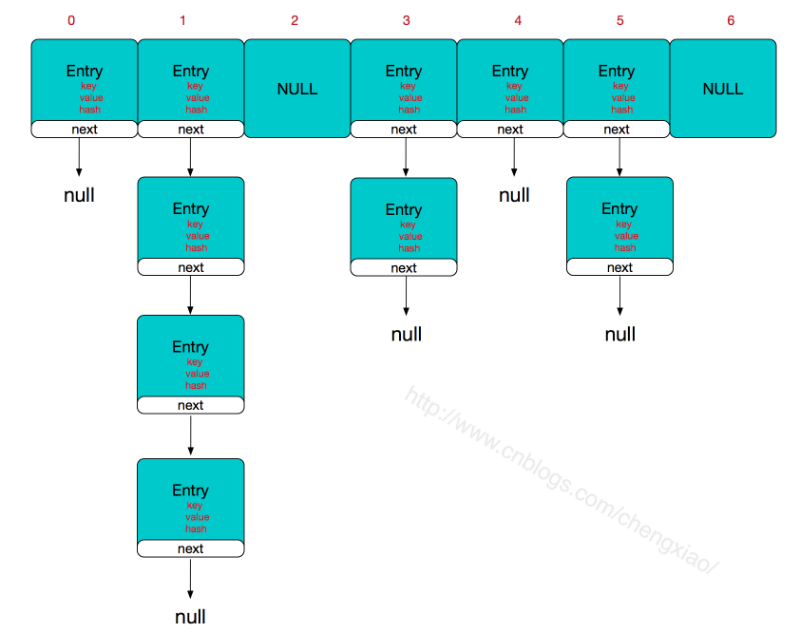 0 1 2 3 4 5 6
Entry Entry NULL Entry Entry Entry NULL
key key key key key
value value value value value
hash hash hash hash hash
next next next next next
null null
Entry Entry Entry
key key key
value value value
hash hash hash
next next next
null null
Entry
key
value
hash
next
http://www.cnblogs.com/chengxiao/
Entry
key
value
hash
next
null